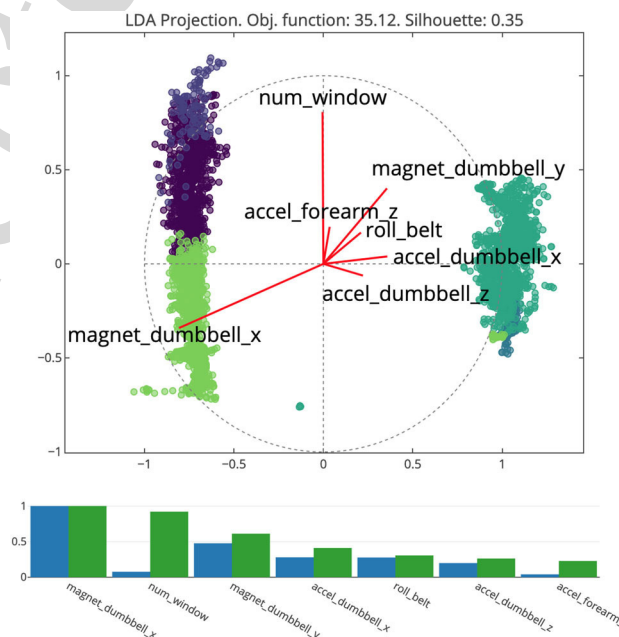 LDA Projection. Obj. function: 35.12. Silhouette: 0.35
1
0.5
0
−0.5
−1
num_window
magnet_dumbbell_y
accel_forearm_z
roll_belt
accel_dumbbell_x
accel_dumbbell_z
magnet_dumbbell_x
−1
−0.5
0
0.5
1
1
0.5
0
magnet_dumbbell_x
num_window
magnet_dumbbell_y
accel_dumbbell_x
roll_belt
accel_dumbbell_z
accel_forearm_